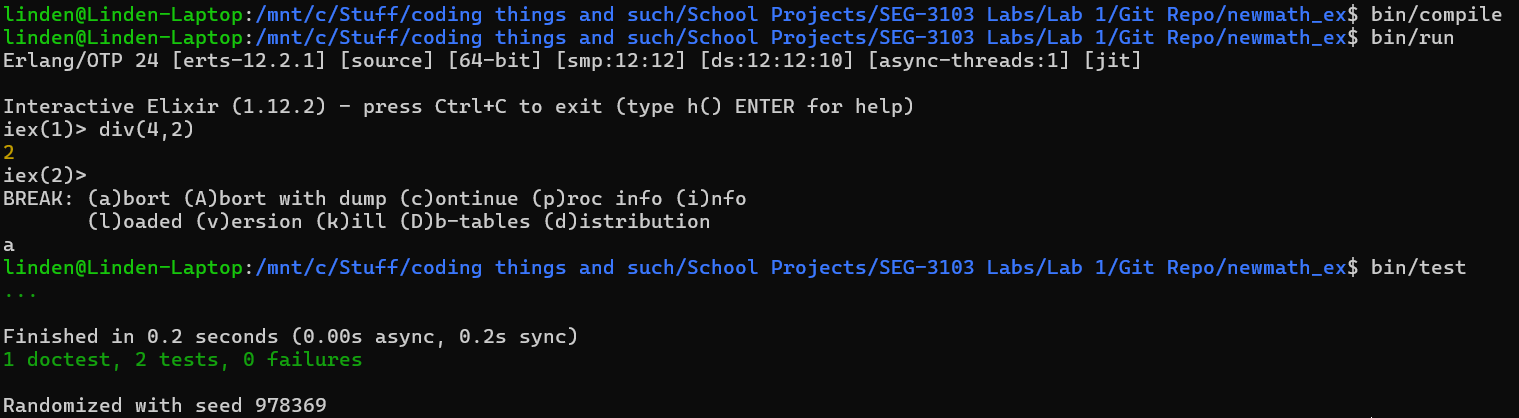 linden@Linden-Laptop:/mnt/c/Stuff/coding things and such/School Projects/SEG-3103 Labs/Lab 1/Git Repo/newmath_ex$ bin/compile
linden@Linden-Laptop:/mnt/c/Stuff/coding things and such/School Projects/SEG-3103 Labs/Lab 1/Git Repo/newmath_ex$ bin/run
Erlang/OTP 24 [erts-12.2.1] [source] [64-bit] [smp:12:12] [ds:12:12:10] [async-threads:1] [jit]
Interactive Elixir (1.12.2) - press Ctrl+C to exit (type h() ENTER for help)
iex(1)> div(4,2)
2
iex(2)>
BREAK: (a)bort (A)bort with dump (c)ontinue (p)roc info (i)nfo
       (l)oaded (v)ersion (k)ill (D)b-tables (d)istribution
a
linden@Linden-Laptop:/mnt/c/Stuff/coding things and such/School Projects/SEG-3103 Labs/Lab 1/Git Repo/newmath_ex$ bin/test
...
Finished in 0.2 seconds (0.00s async, 0.2s sync)
1 doctest, 2 tests, 0 failures
Randomized with seed 978369